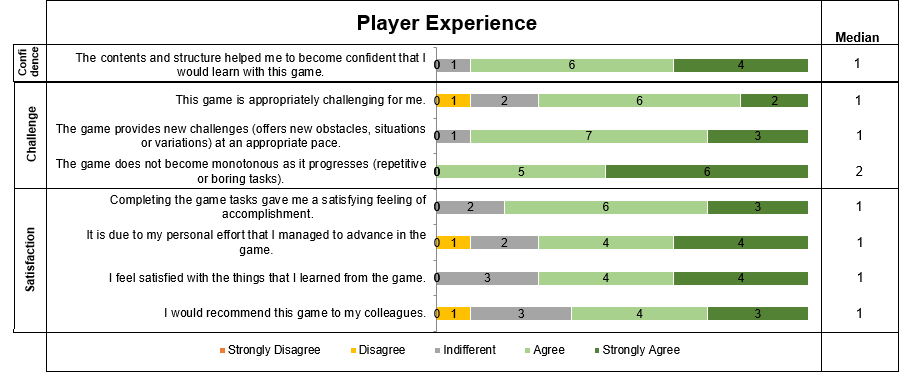 Player Experience
Median
Confi
dence
The contents and structure helped me to become confident that I
would learn with this game.
0 1 6 4
1
Challenge
This game is appropriately challenging for me.
0 1 2 6 2
1
The game provides new challenges (offers new obstacles, situations
or variations) at an appropriate pace.
0 1 7 3
1
The game does not become monotonous as it progresses (repetitive
or boring tasks).
0 5 6
2
Satisfaction
Completing the game tasks gave me a satisfying feeling of
accomplishment.
0 2 6 3
1
It is due to my personal effort that I managed to advance in the
game.
0 1 2 4 4
1
I feel satisfied with the things that I learned from the game.
0 3 4 4
1
I would recommend this game to my colleagues.
0 1 3 4 3
1
Strongly Disagree Disagree Indifferent Agree Strongly Agree